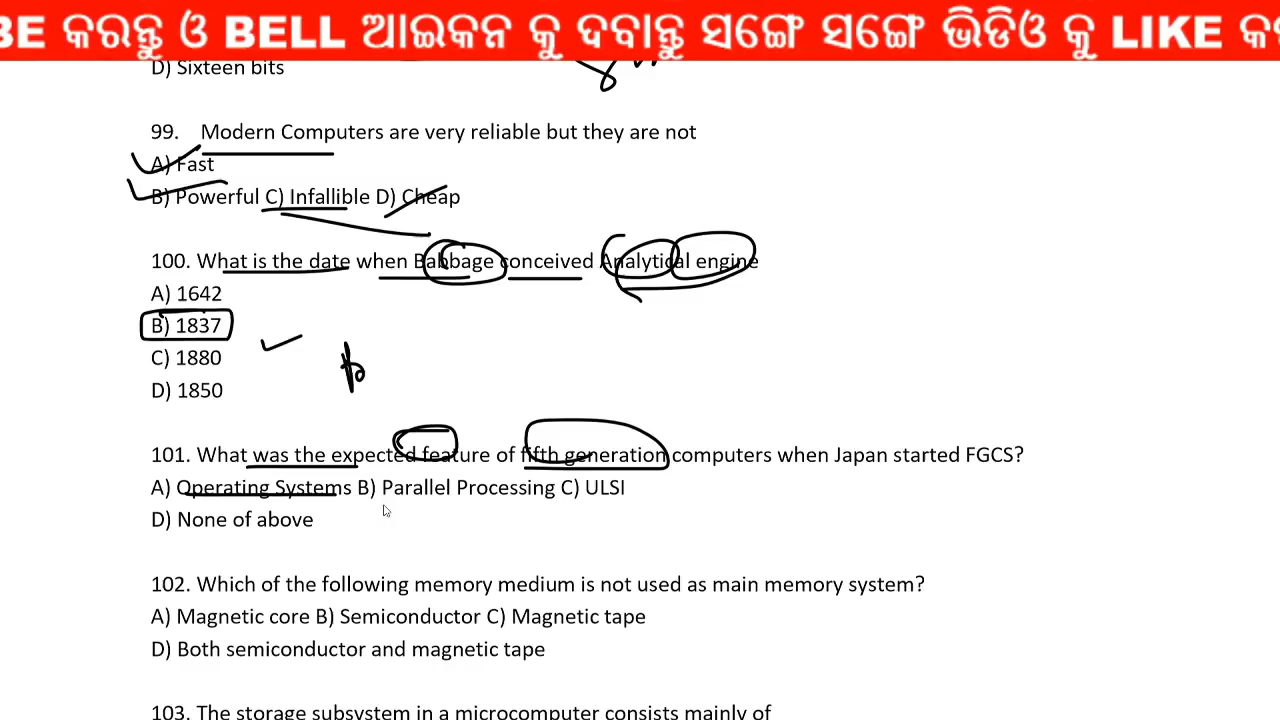 BE କରନ୍ତୁ ଓ BELL ଆଇକନ କୁ ଦବାନ୍ତୁ ସଙ୍ଗେ ସଙ୍ଗେ ଭିଡିଓ କୁ LIKE
D) Sixteen bits
99. Modern Computers are very reliable but they are not
A) Fast
B) Powerful C) Infallible D) Cheap
100. What is the date when Babbage conceived Analytical engine
A) 1642
B) 1837
C) 1880
D) 1850
101. What was the expected feature of fifth generation computers when Japan started FGCS?
A) Operating Systems B) Parallel Processing C) ULSI
D) None of above
102. Which of the following memory medium is not used as main memory system?
A) Magnetic core B) Semiconductor C) Magnetic tape
D) Both semiconductor and magnetic tape
103. The storage subsystem in a microcomputer consists mainly of